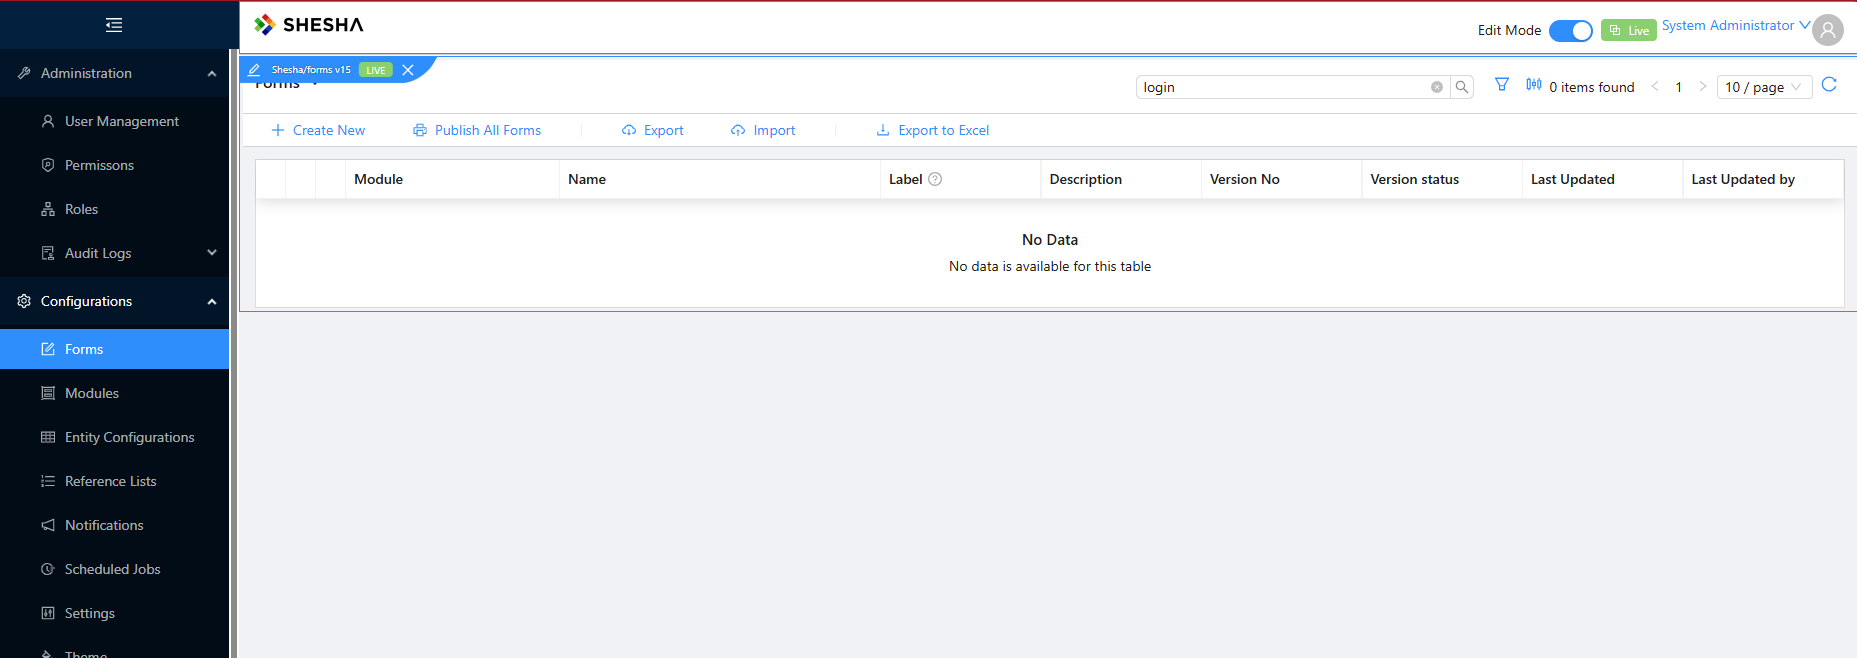 SHESHA
Edit Mode
Live
System Administrator
Administration
User Management
Permissons
Roles
Audit Logs
Configurations
Forms
Modules
Entity Configurations
Reference Lists
Notifications
Scheduled Jobs
Settings
Theme
Shesha/forms v15 LIVE
Forms
login
0 items found
1
10 / page
Create New
Publish All Forms
Export
Import
Export to Excel
Module Name Label Description Version No Version status Last Updated Last Updated by
No Data
No data is available for this table